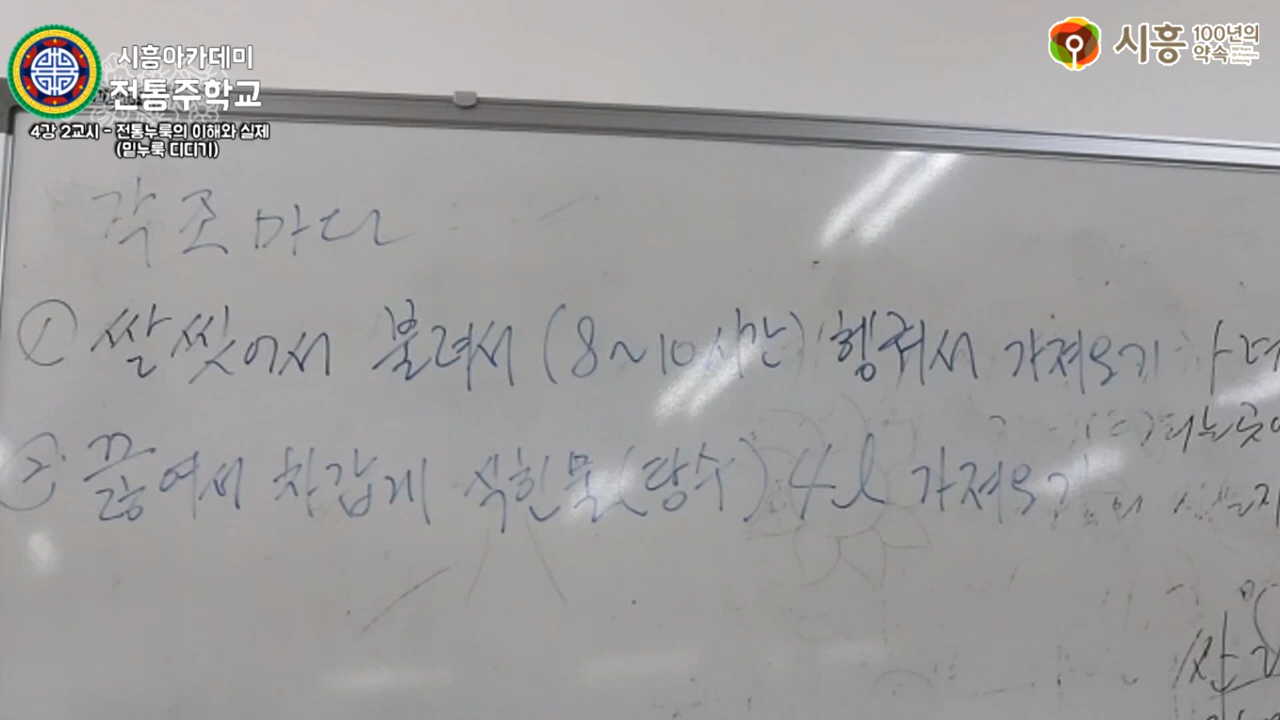 시흥아카데미
전통주학교
4강 2교시 - 전통누룩의 이해와 실제
(밀누룩 디디기)
시흥 100년의 약속
각 조마다
① 쌀 씻어서 불려서 (8~10시간) 헹궈서 가져오기
② 끓여서 차갑게 식힌물(탕수) 4l 가져오기